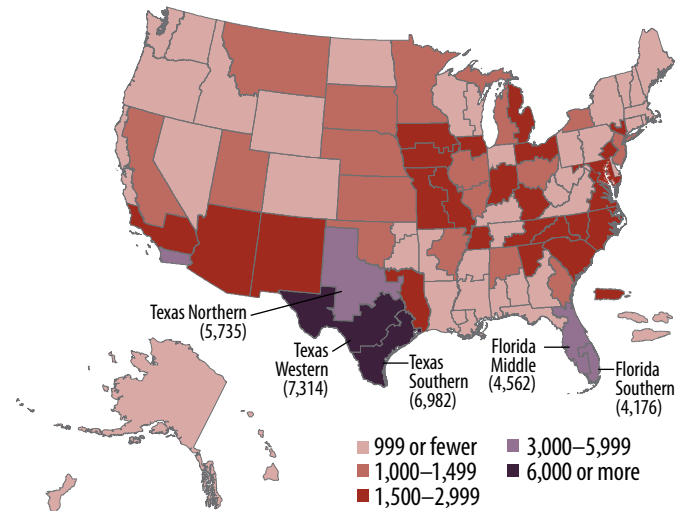 Texas Northern
(5,735)
Texas
Western
(7,314)
Texas
Southern
(6,982)
Florida
Middle
(4,562)
Florida
Southern
(4,176)
999 or fewer
1,000–1,499
1,500–2,999
3,000–5,999
6,000 or more